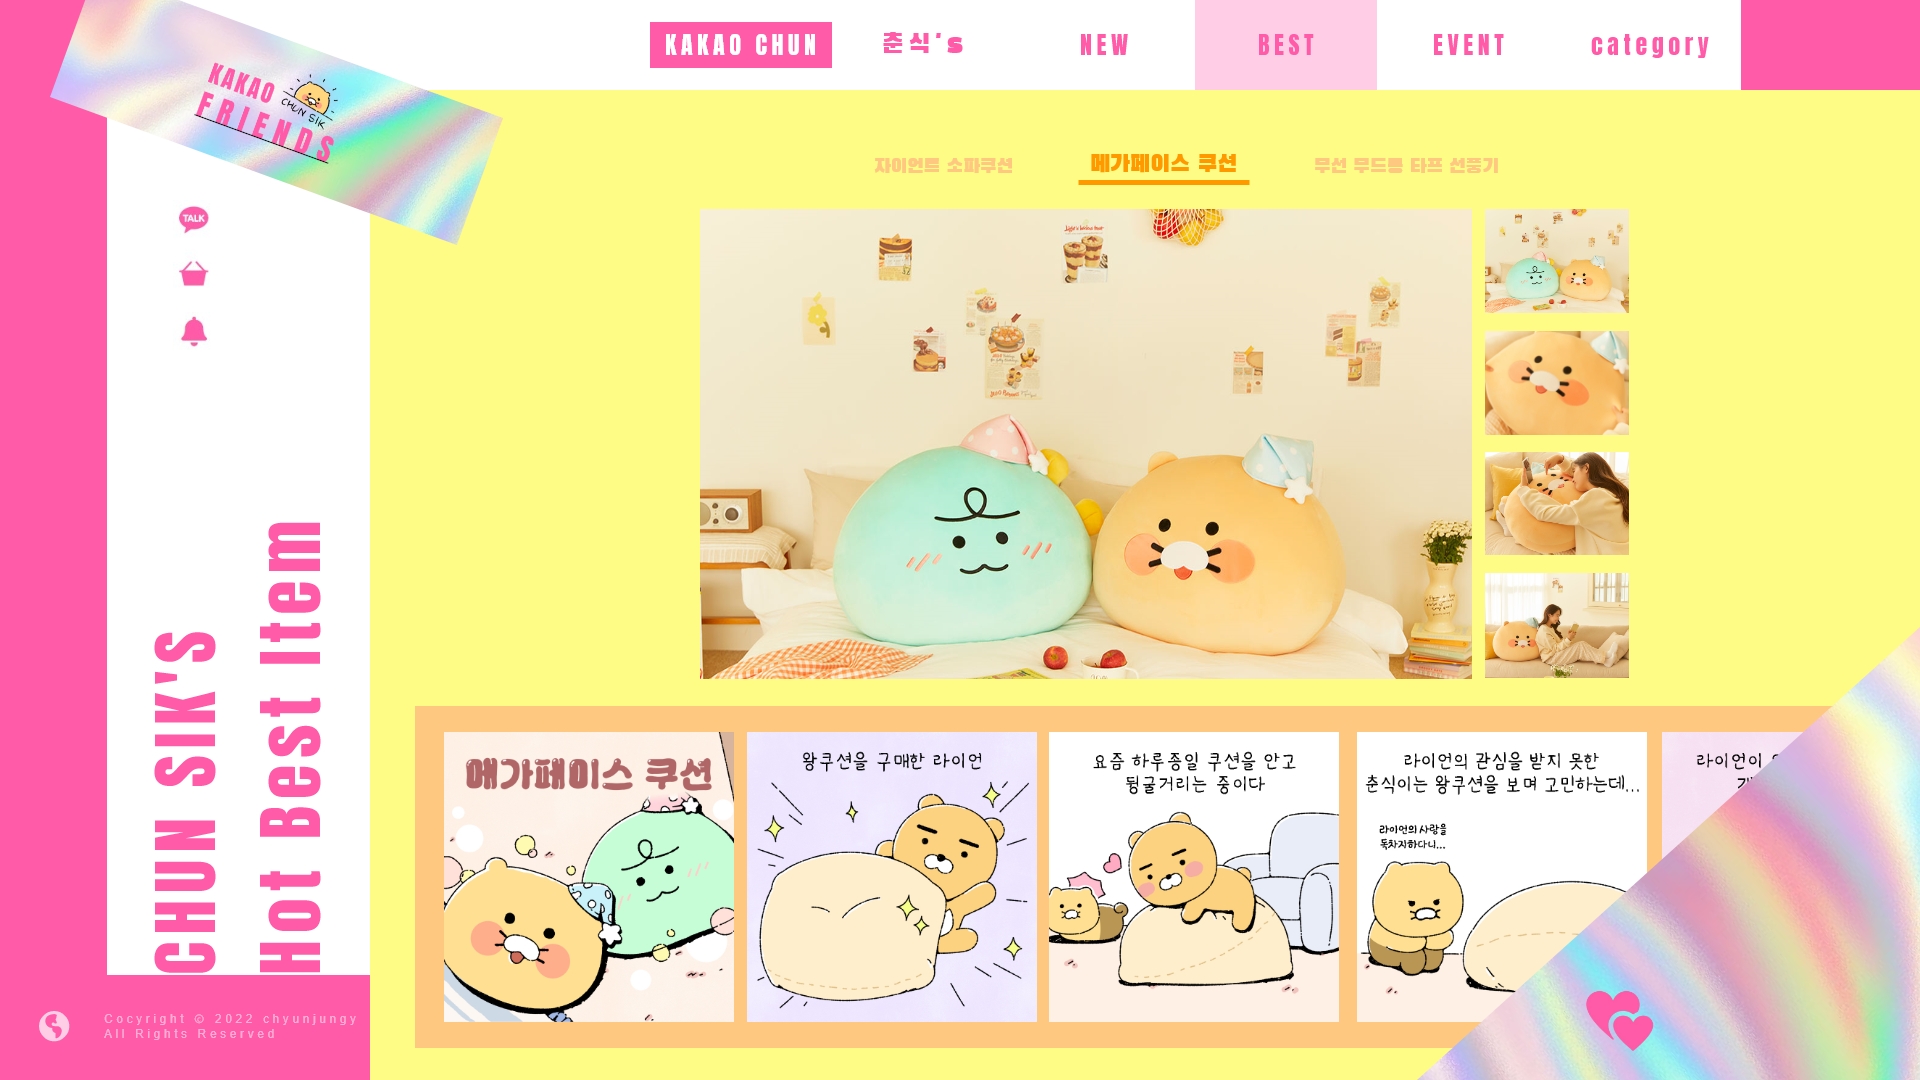 KAKAO CHUN
춘식's
NEW
BEST
EVENT
category
KAKAO
CHUN SIK
FRIENDS
TALK
자이언트 소파쿠션
메가페이스 쿠션
무선 무드등 타프 선풍기
CHUN SIK'S
Hot Best Item
메가페이스 쿠션
왕쿠션을 구매한 라이언
요즘 하루종일 쿠션을 안고
뒹굴거리는 중이다
라이언의 관심을 받지 못한
춘식이는 왕쿠션을 보며 고민하는데...
라이언의 사랑을
독차지하다니...
라이언이
Cocyright © 2022 chyunjungy
All Rights Reserved